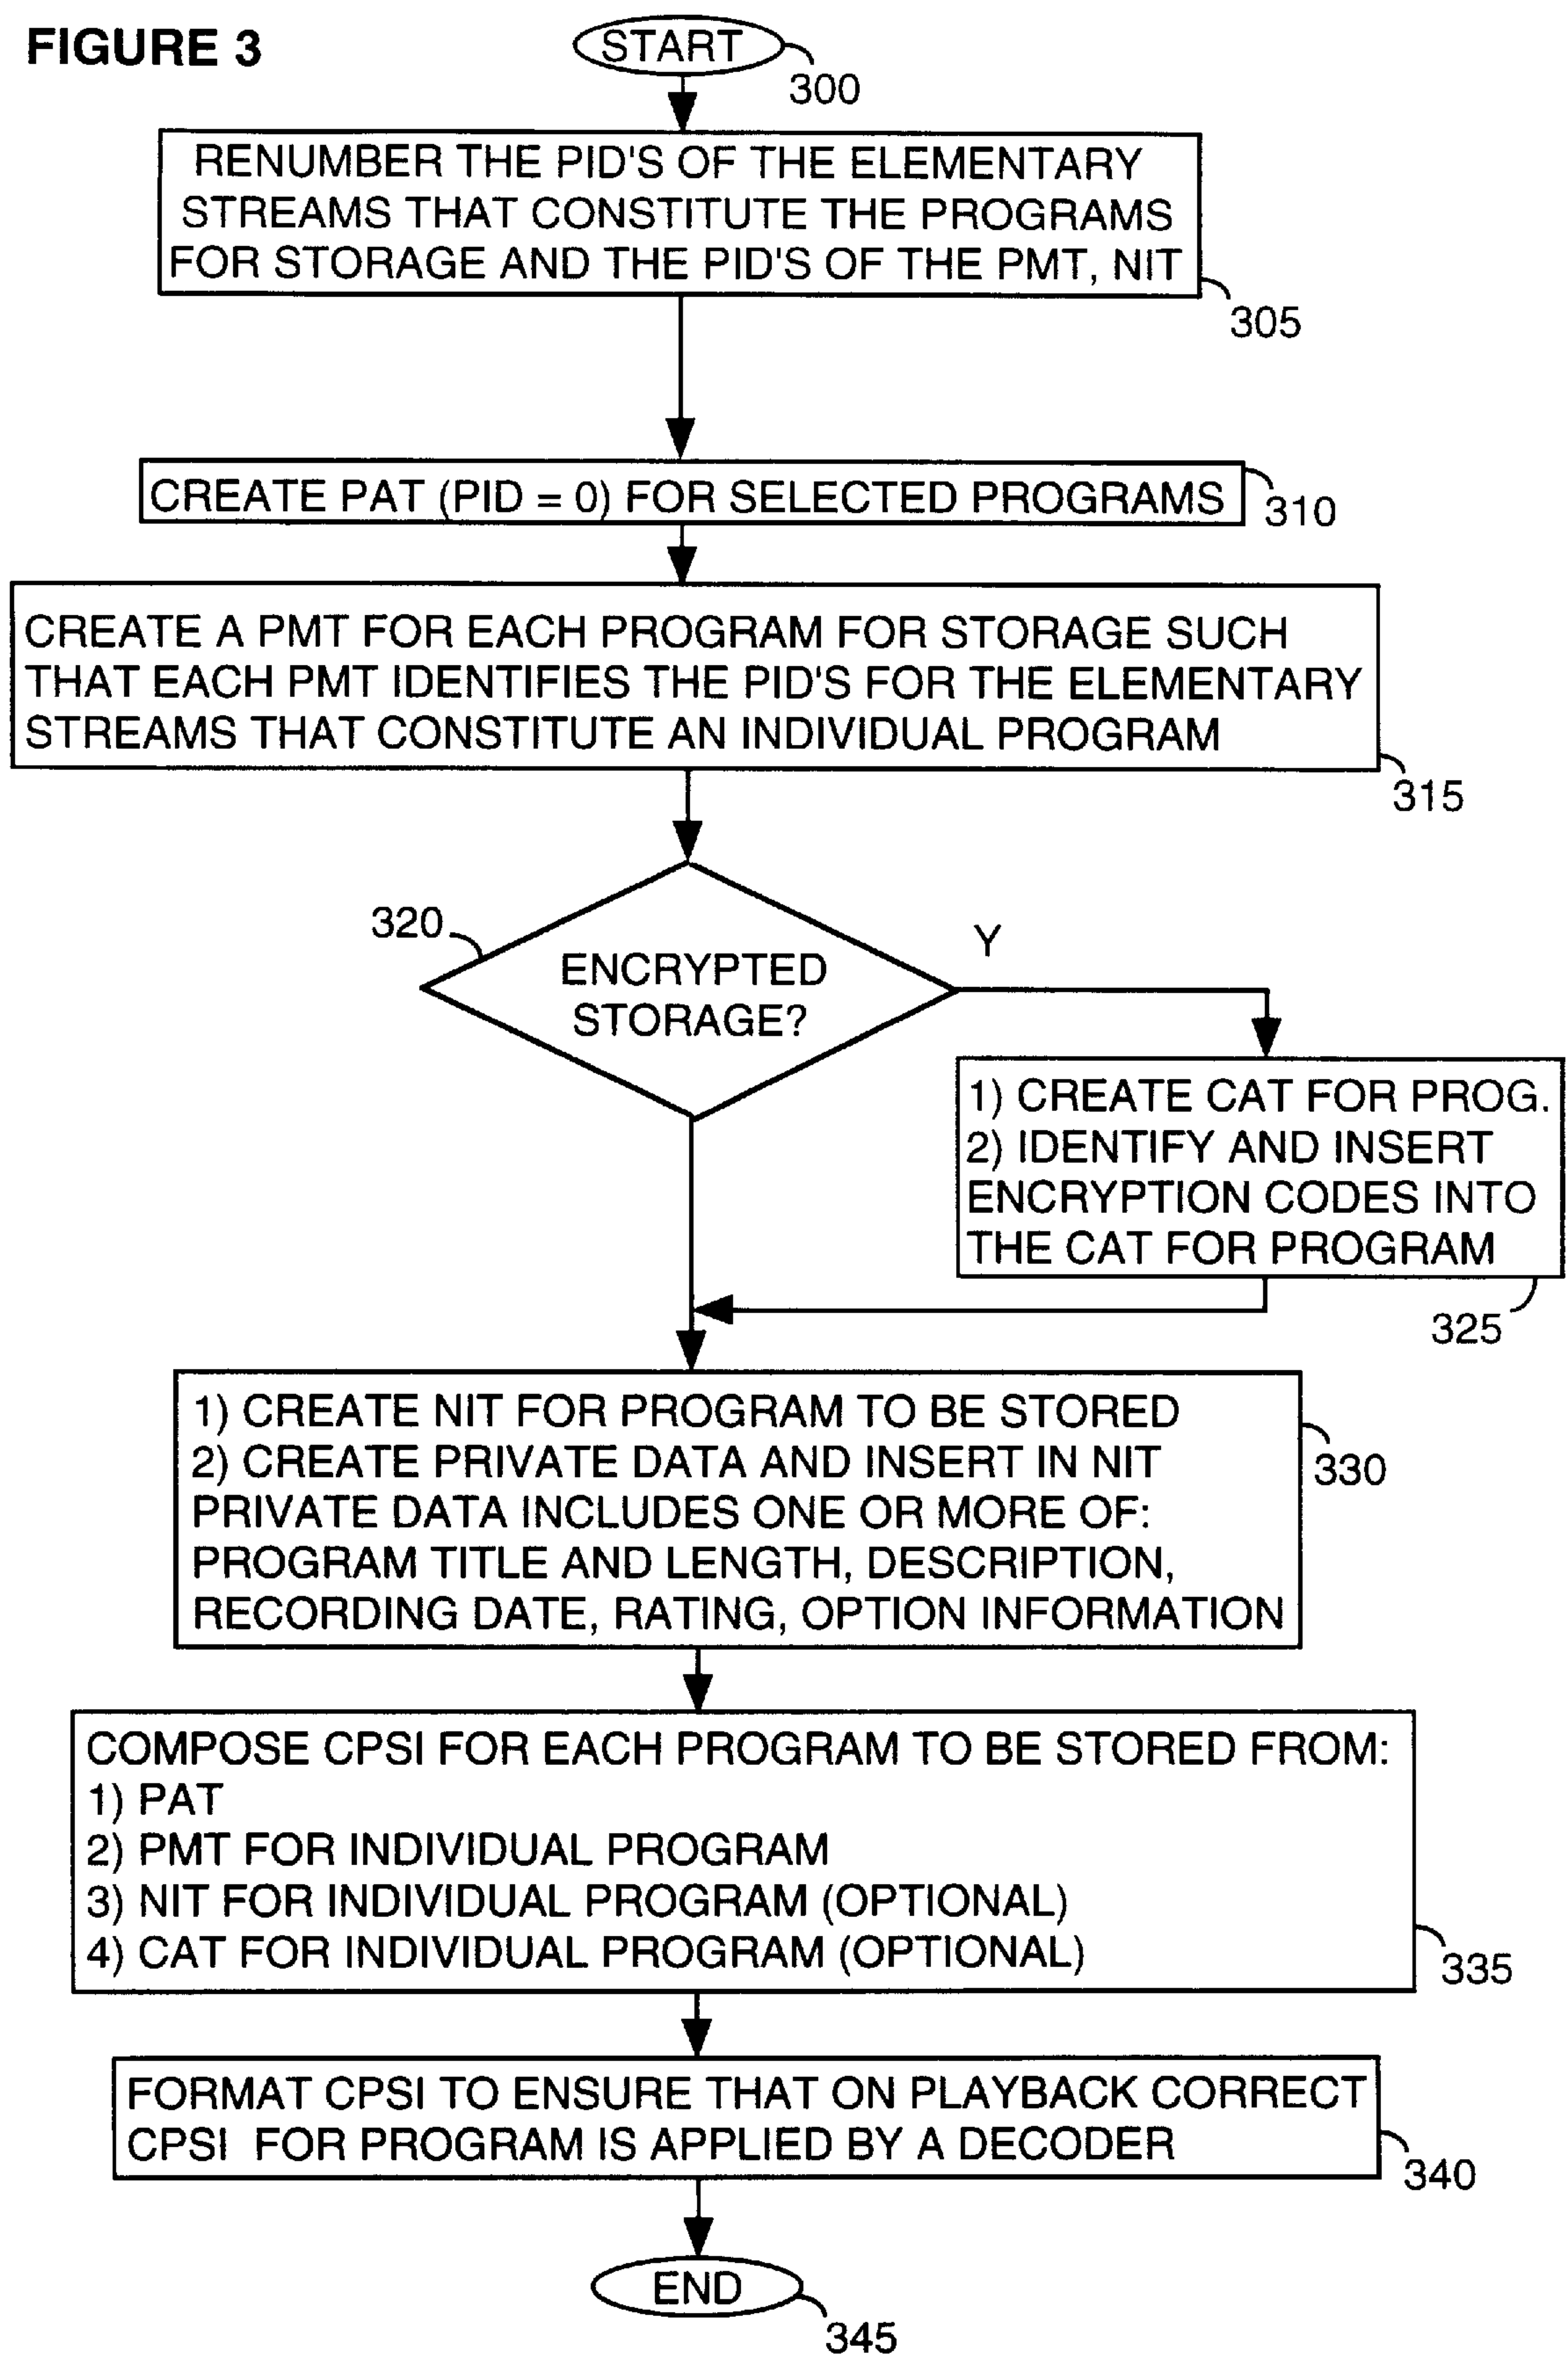 FIGURE 3
START
300
RENUMBER THE PID'S OF THE ELEMENTARY
STREAMS THAT CONSTITUTE THE PROGRAMS
FOR STORAGE AND THE PID'S OF THE PMT, NIT
305
CREATE PAT (PID = 0) FOR SELECTED PROGRAMS
310
CREATE A PMT FOR EACH PROGRAM FOR STORAGE SUCH
THAT EACH PMT IDENTIFIES THE PID'S FOR THE ELEMENTARY
STREAMS THAT CONSTITUTE AN INDIVIDUAL PROGRAM
315
320
ENCRYPTED
STORAGE?
Y
1) CREATE CAT FOR PROG.
2) IDENTIFY AND INSERT
ENCRYPTION CODES INTO
THE CAT FOR PROGRAM
325
1) CREATE NIT FOR PROGRAM TO BE STORED
2) CREATE PRIVATE DATA AND INSERT IN NIT
PRIVATE DATA INCLUDES ONE OR MORE OF:
PROGRAM TITLE AND LENGTH, DESCRIPTION,
RECORDING DATE, RATING, OPTION INFORMATION
330
COMPOSE CPSI FOR EACH PROGRAM TO BE STORED FROM:
1) PAT
2) PMT FOR INDIVIDUAL PROGRAM
3) NIT FOR INDIVIDUAL PROGRAM (OPTIONAL)
4) CAT FOR INDIVIDUAL PROGRAM (OPTIONAL)
335
FORMAT CPSI TO ENSURE THAT ON PLAYBACK CORRECT
CPSI FOR PROGRAM IS APPLIED BY A DECODER
340
END
345